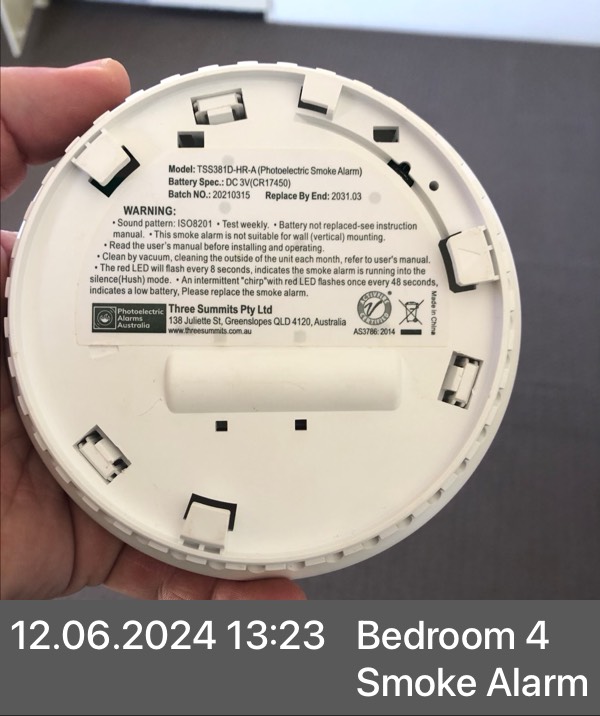 Model: TSS381D-HR-A (Photoelectric Smoke Alarm)
Battery Spec.: DC 3V(CR17450)
Batch NO.: 20210315 Replace By End: 2031.03
WARNING:
• Sound pattern: ISO8201 • Test weekly. • Battery not replaced-see instruction
manual. • This smoke alarm is not suitable for wall (vertical) mounting.
• Read the user's manual before installing and operating.
• Clean by vacuum, cleaning the outside of the unit each month, refer to user's manual.
• The red LED will flash every 8 seconds, indicates the smoke alarm is running into the
silence(Hush) mode. • An intermittent "chirp"with red LED flashes once every 48 seconds,
indicates a low battery, Please replace the smoke alarm.
Photoelectric
Alarms
Australia
Three Summits Pty Ltd
138 Juliette St, Greenslopes QLD 4120, Australia
www.threesummits.com.au
AS3786: 2014
Made in China
12.06.2024 13:23
Bedroom 4
Smoke Alarm